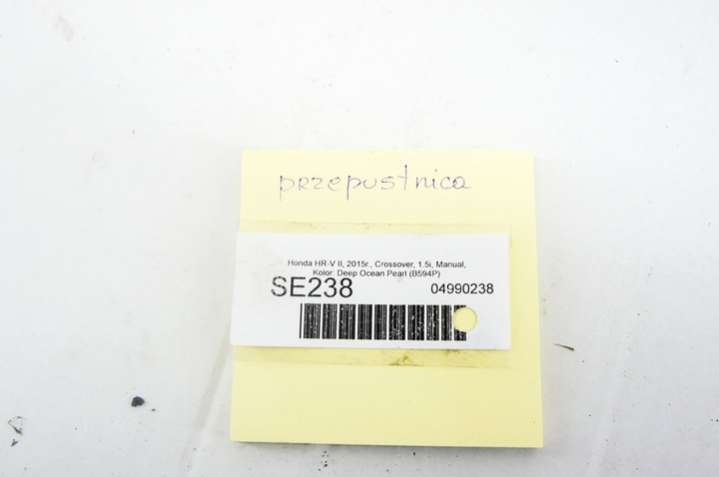 przepustnica
Honda HR-V II, 2015r., Crossover, 1.5i, Manual,
Kolor: Deep Ocean Pearl (B594P)
SE238 04990238